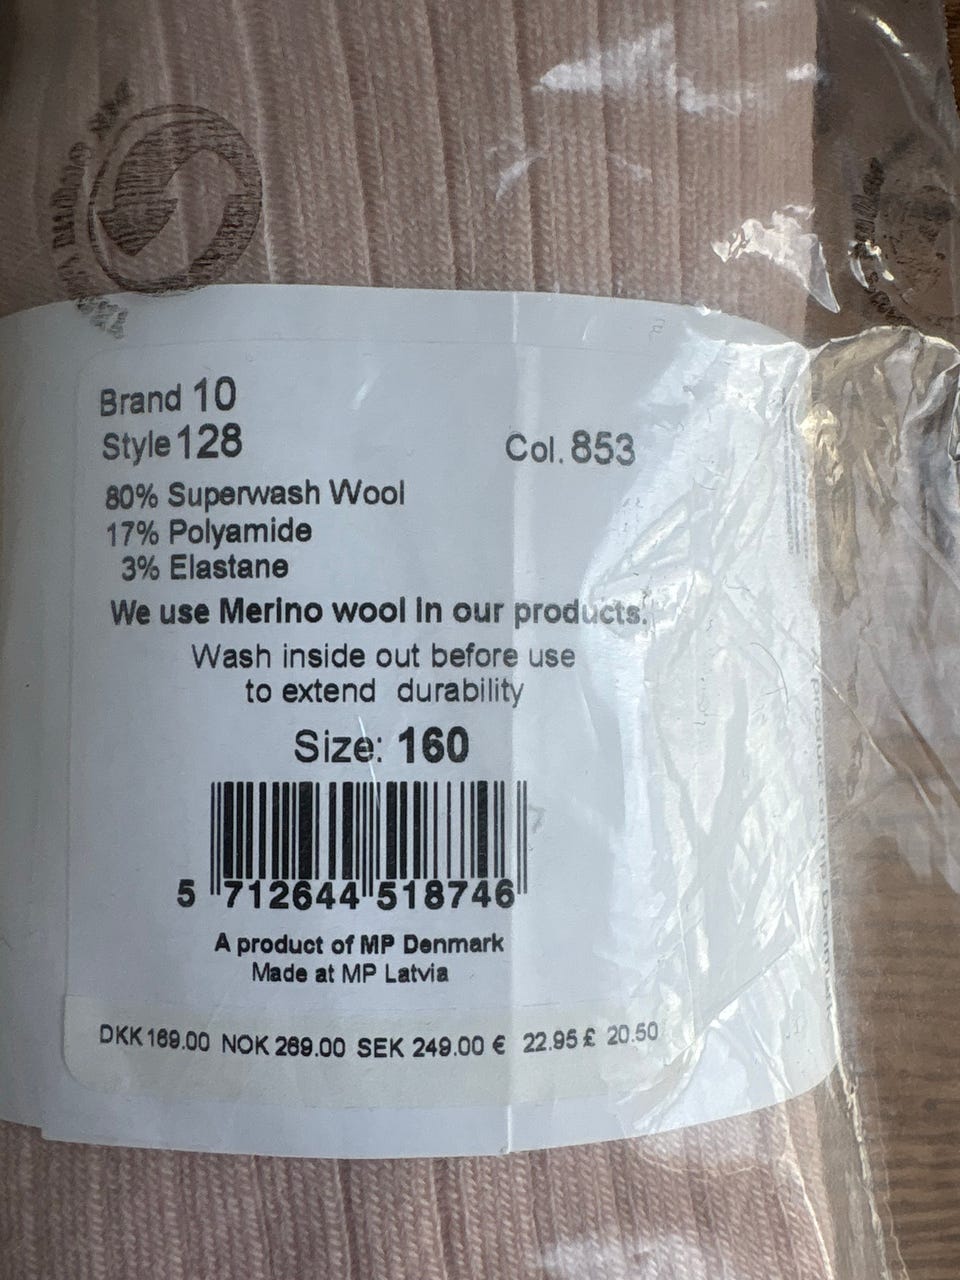 Brand 10
Style 128 Col. 853
80% Superwash Wool
17% Polyamide
3% Elastane
We use Merino wool in our products.
Wash inside out before use
to extend durability
Size: 160
5 712644 518746
A product of MP Denmark
Made at MP Latvia
DKK 169.00 NOK 269.00 SEK 249.00 € 22.95 £ 20.50